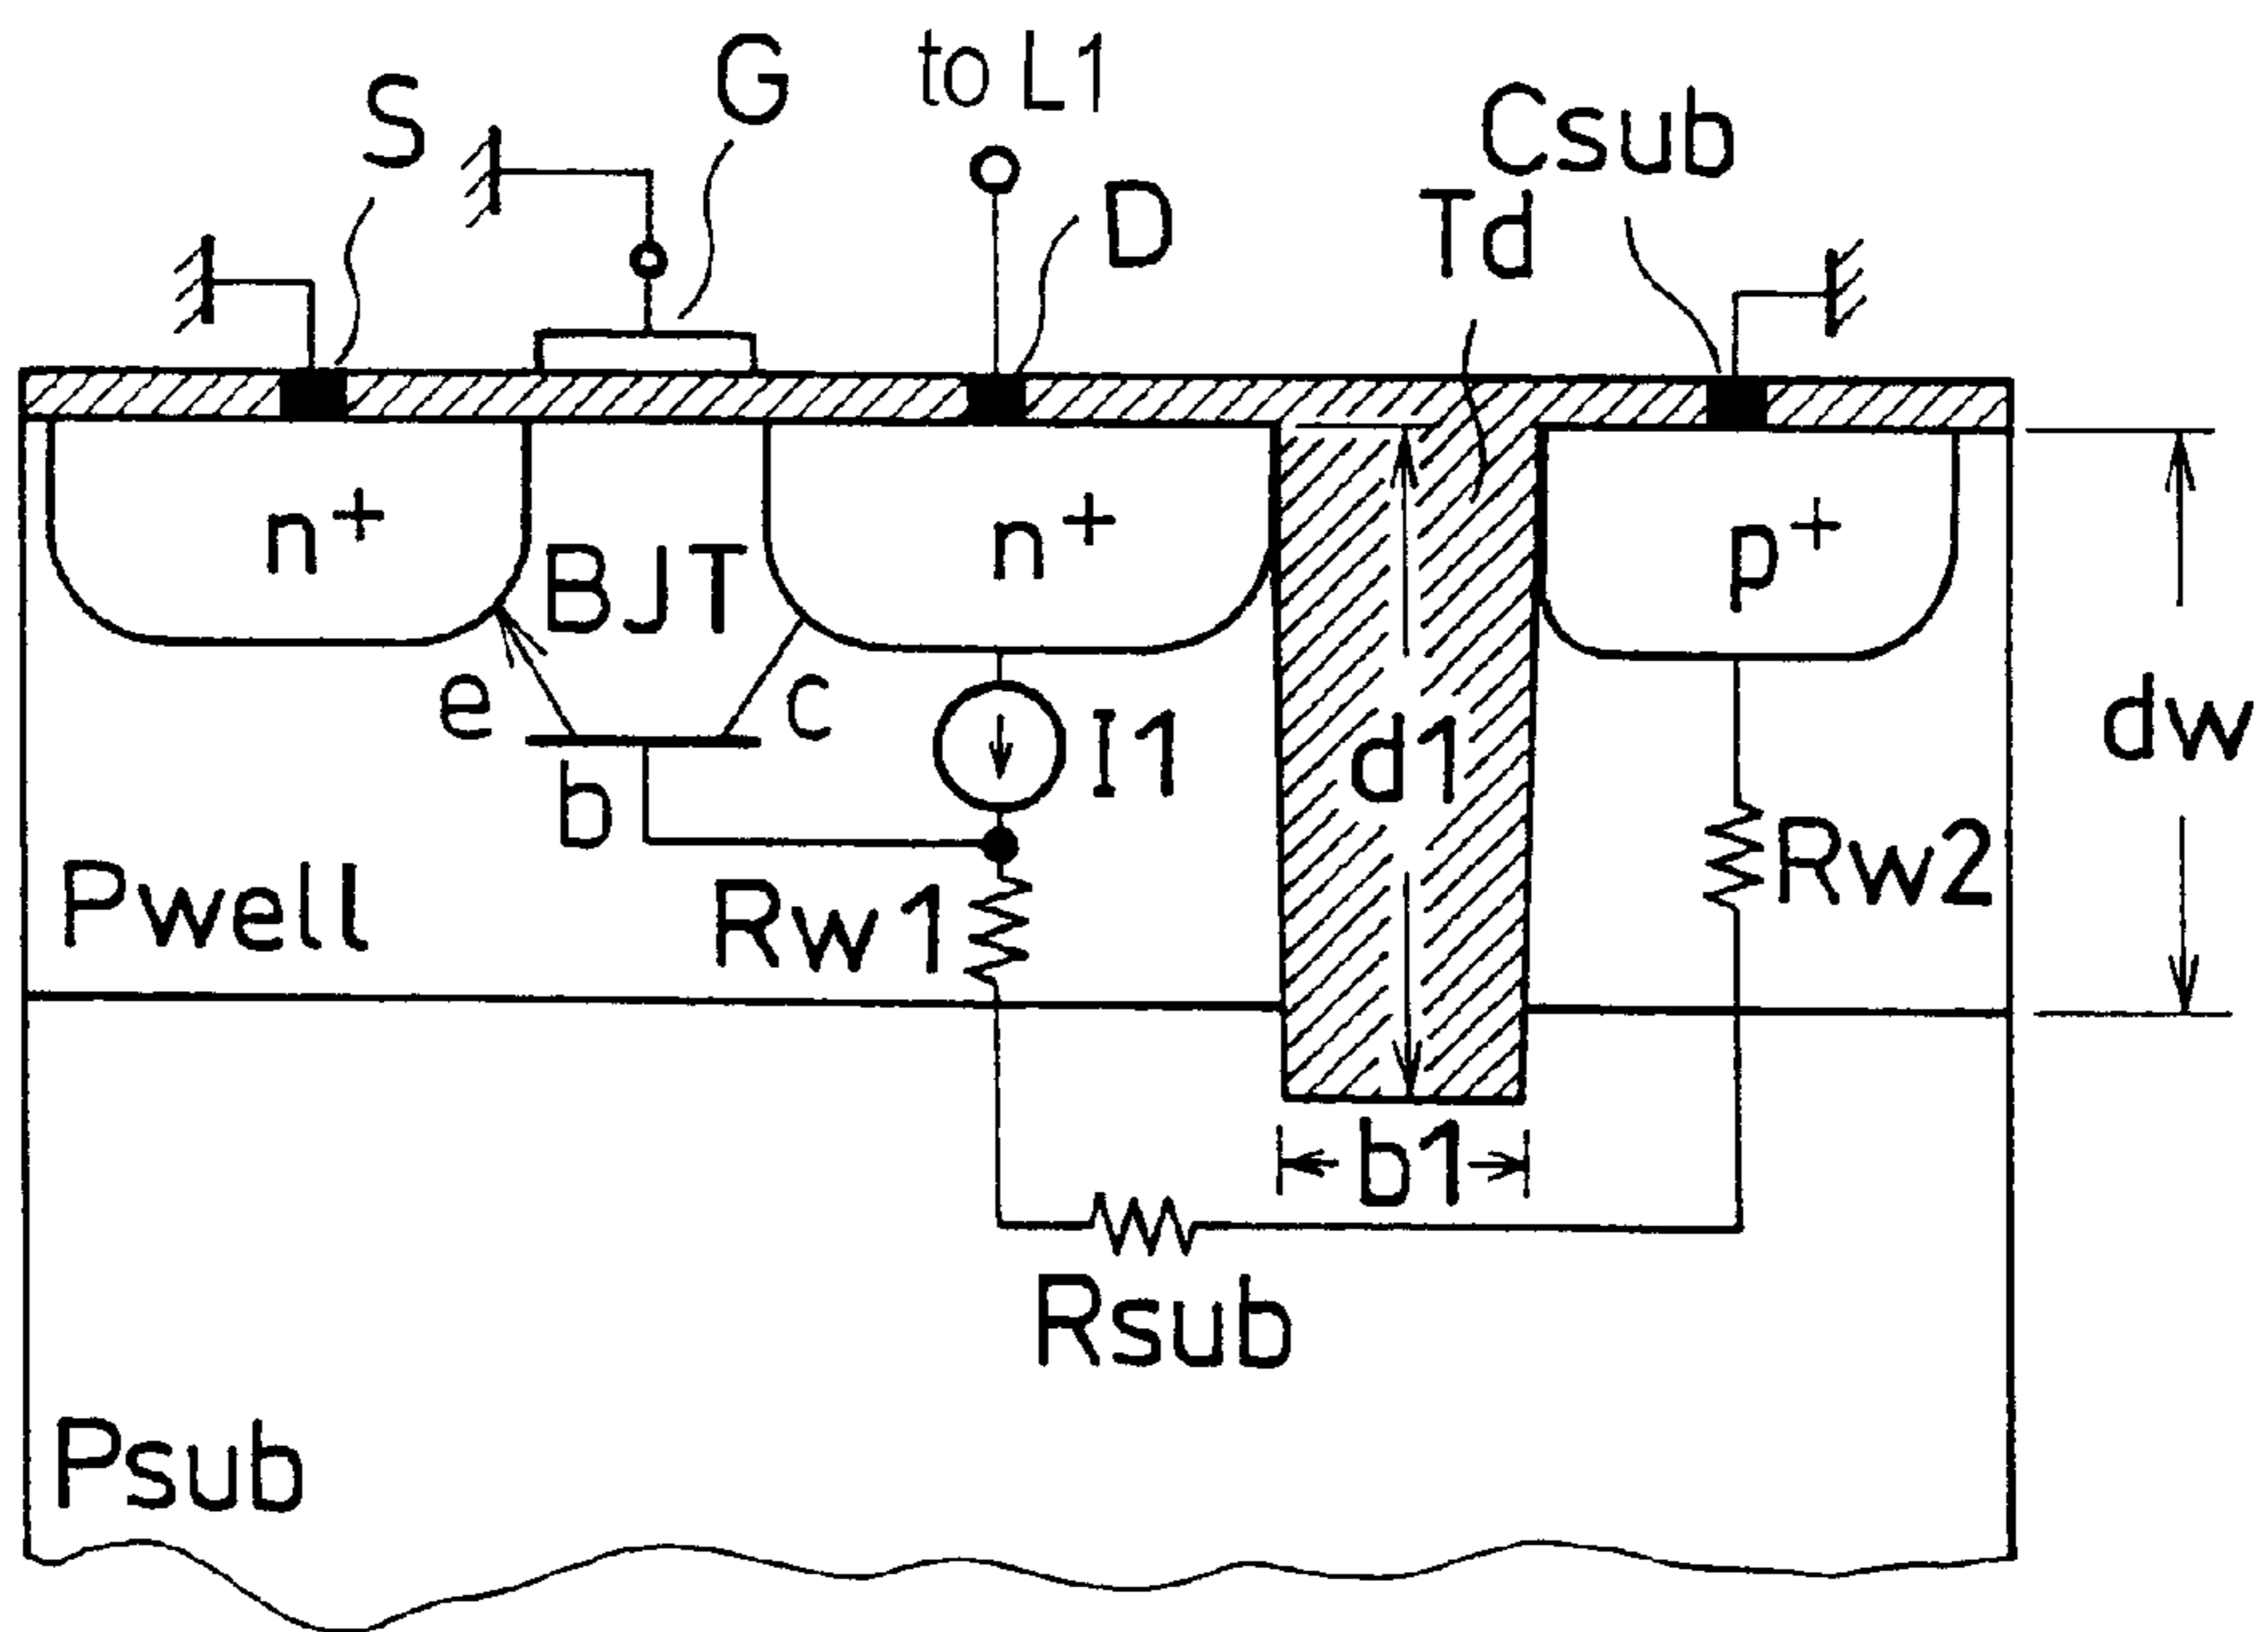 to L1
G
S
Csub
D
Td
n+
n+
p+
BJT
e
c
dw
I1
d1
b
Rw2
Pwell
Rw1
b1
Rsub
Psub